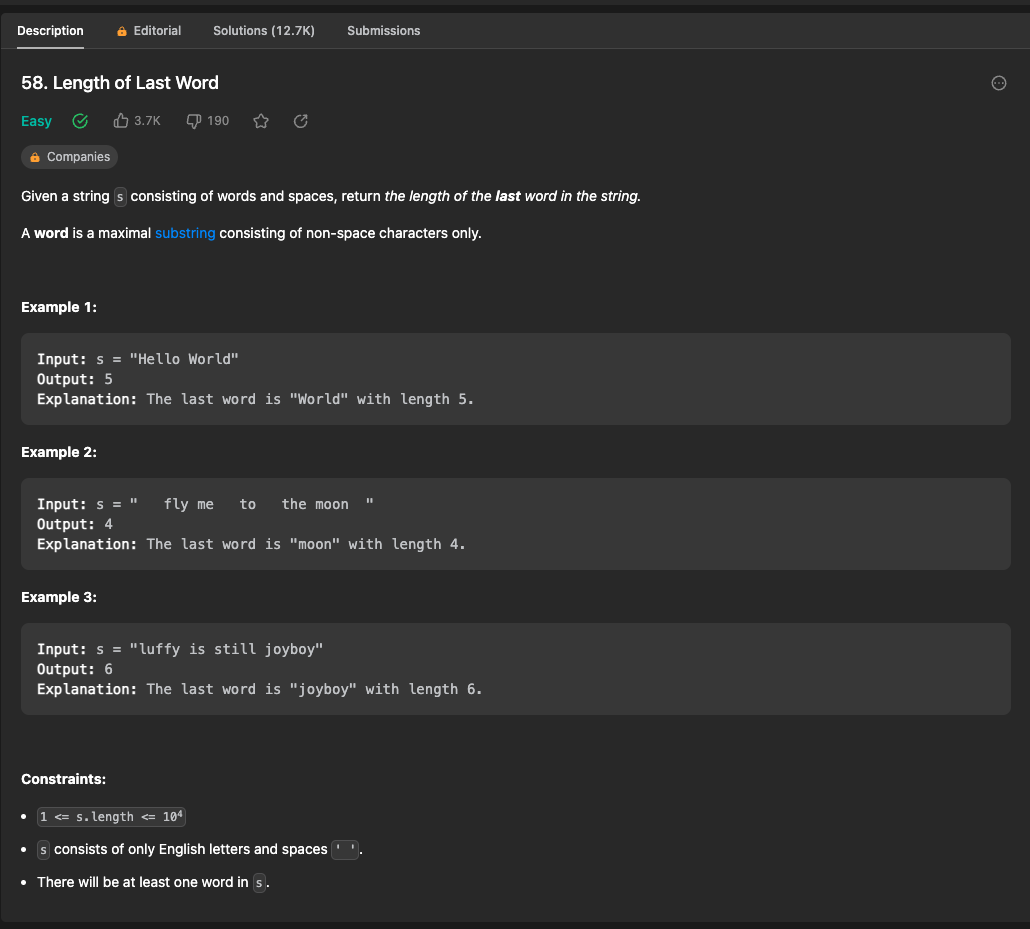 Description Editorial Solutions (12.7K) Submissions
58. Length of Last Word
Easy 3.7K 190
Companies
Given a string s consisting of words and spaces, return the length of the last word in the string.
A word is a maximal substring consisting of non-space characters only.
Example 1:
Input: s = "Hello World"
Output: 5
Explanation: The last word is "World" with length 5.
Example 2:
Input: s = "   fly me   to   the moon  "
Output: 4
Explanation: The last word is "moon" with length 4.
Example 3:
Input: s = "luffy is still joyboy"
Output: 6
Explanation: The last word is "joyboy" with length 6.
Constraints:
• 1 <= s.length <= 10⁴
• s consists of only English letters and spaces ' '.
• There will be at least one word in s.